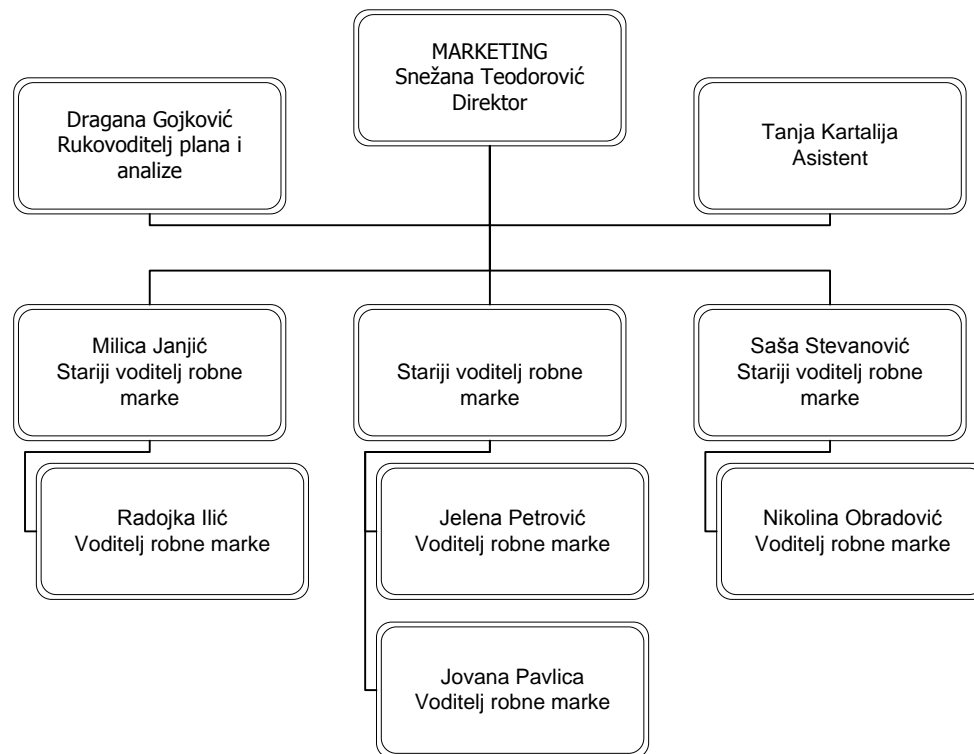 MARKETING
Snežana Teodorović
Direktor
Dragana Gojković
Rukovoditelj plana i
analize
Tanja Kartalija
Asistent
Milica Janjić
Stariji voditelj robne
marke
Stariji voditelj robne
marke
Saša Stevanović
Stariji voditelj robne
marke
Radojka Ilić
Voditelj robne marke
Jelena Petrović
Voditelj robne marke
Nikolina Obradović
Voditelj robne marke
Jovana Pavlica
Voditelj robne marke